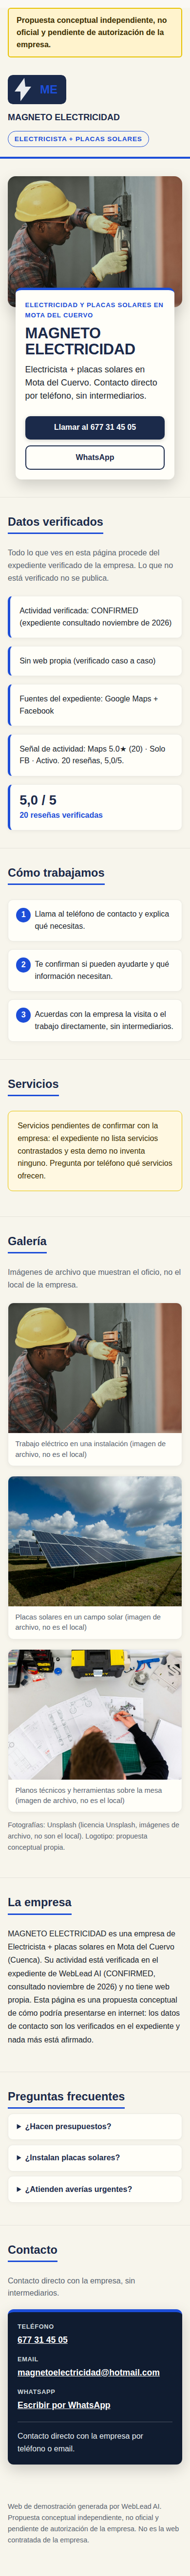 Propuesta conceptual independiente, no
oficial y pendiente de autorización de la
empresa.
ME
MAGNETO ELECTRICIDAD
ELECTRICISTA + PLACAS SOLARES
ELECTRICIDAD Y PLACAS SOLARES EN
MOTA DEL CUERVO
MAGNETO
ELECTRICIDAD
Electricista + placas solares en
Mota del Cuervo. Contacto directo
por teléfono, sin intermediarios.
Llamar al 677 31 45 05
WhatsApp
Datos verificados
Todo lo que ves en esta página procede del
expediente verificado de la empresa. Lo que no
está verificado no se publica.
Actividad verificada: CONFIRMED
(expediente consultado noviembre de 2026)
Sin web propia (verificado caso a caso)
Fuentes del expediente: Google Maps +
Facebook
Señal de actividad: Maps 5.0★ (20) · Solo
FB · Activo. 20 reseñas, 5,0/5.
5,0 / 5
20 reseñas verificadas
Cómo trabajamos
1 Llama al teléfono de contacto y explica
qué necesitas.
2 Te confirman si pueden ayudarte y qué
información necesitan.
3 Acuerdas con la empresa la visita o el
trabajo directamente, sin intermediarios.
Servicios
Servicios pendientes de confirmar con la
empresa: el expediente no lista servicios
contrastados y esta demo no inventa
ninguno. Pregunta por teléfono qué servicios
ofrecen.
Galería
Imágenes de archivo que muestran el oficio, no el
local de la empresa.
Trabajo eléctrico en una instalación (imagen de
archivo, no es el local)
Placas solares en un campo solar (imagen de
archivo, no es el local)
Planos técnicos y herramientas sobre la mesa
(imagen de archivo, no es el local)
Fotografías: Unsplash (licencia Unsplash, imágenes de
archivo, no son el local). Logotipo: propuesta
conceptual propia.
La empresa
MAGNETO ELECTRICIDAD es una empresa de
Electricista + placas solares en Mota del Cuervo
(Cuenca). Su actividad está verificada en el
expediente de WebLead AI (CONFIRMED,
consultado noviembre de 2026) y no tiene web
propia. Esta página es una propuesta conceptual
de cómo podría presentarse en internet: los datos
de contacto son los verificados en el expediente y
nada más está afirmado.
Preguntas frecuentes
▶ ¿Hacen presupuestos?
▶ ¿Instalan placas solares?
▶ ¿Atienden averías urgentes?
Contacto
Contacto directo con la empresa, sin
intermediarios.
TELÉFONO
677 31 45 05
EMAIL
magnetoelectricidad@hotmail.com
WHATSAPP
Escribir por WhatsApp
Contacto directo con la empresa por
teléfono o email.
Web de demostración generada por WebLead AI.
Propuesta conceptual independiente, no oficial y
pendiente de autorización de la empresa. No es la web
contratada de la empresa.